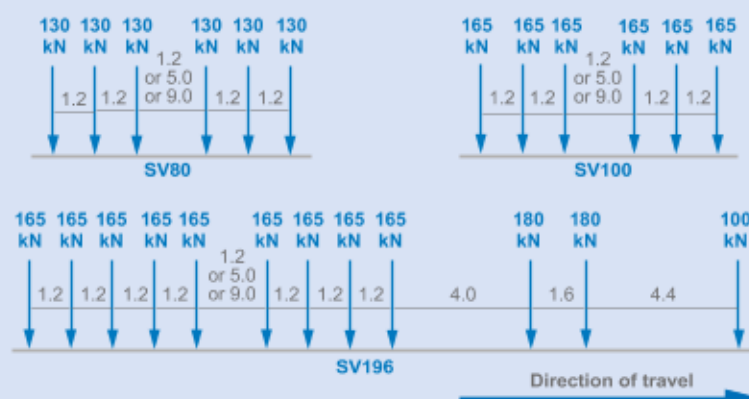 130 130 130 130 130 130
kN kN kN kN kN kN
1.2
or 5.0
or 9.0
1.2 1.2 1.2 1.2
SV80
165 165 165 165 165 165
kN kN kN kN kN kN
1.2
or 5.0
or 9.0
1.2 1.2 1.2 1.2
SV100
165 165 165 165 165 165 165 165 165 180 180 100
kN kN kN kN kN kN kN kN kN kN kN kN
1.2
or 5.0
or 9.0
1.2 1.2 1.2 1.2 1.2 1.2 1.2 4.0 1.6 4.4
SV196
Direction of travel